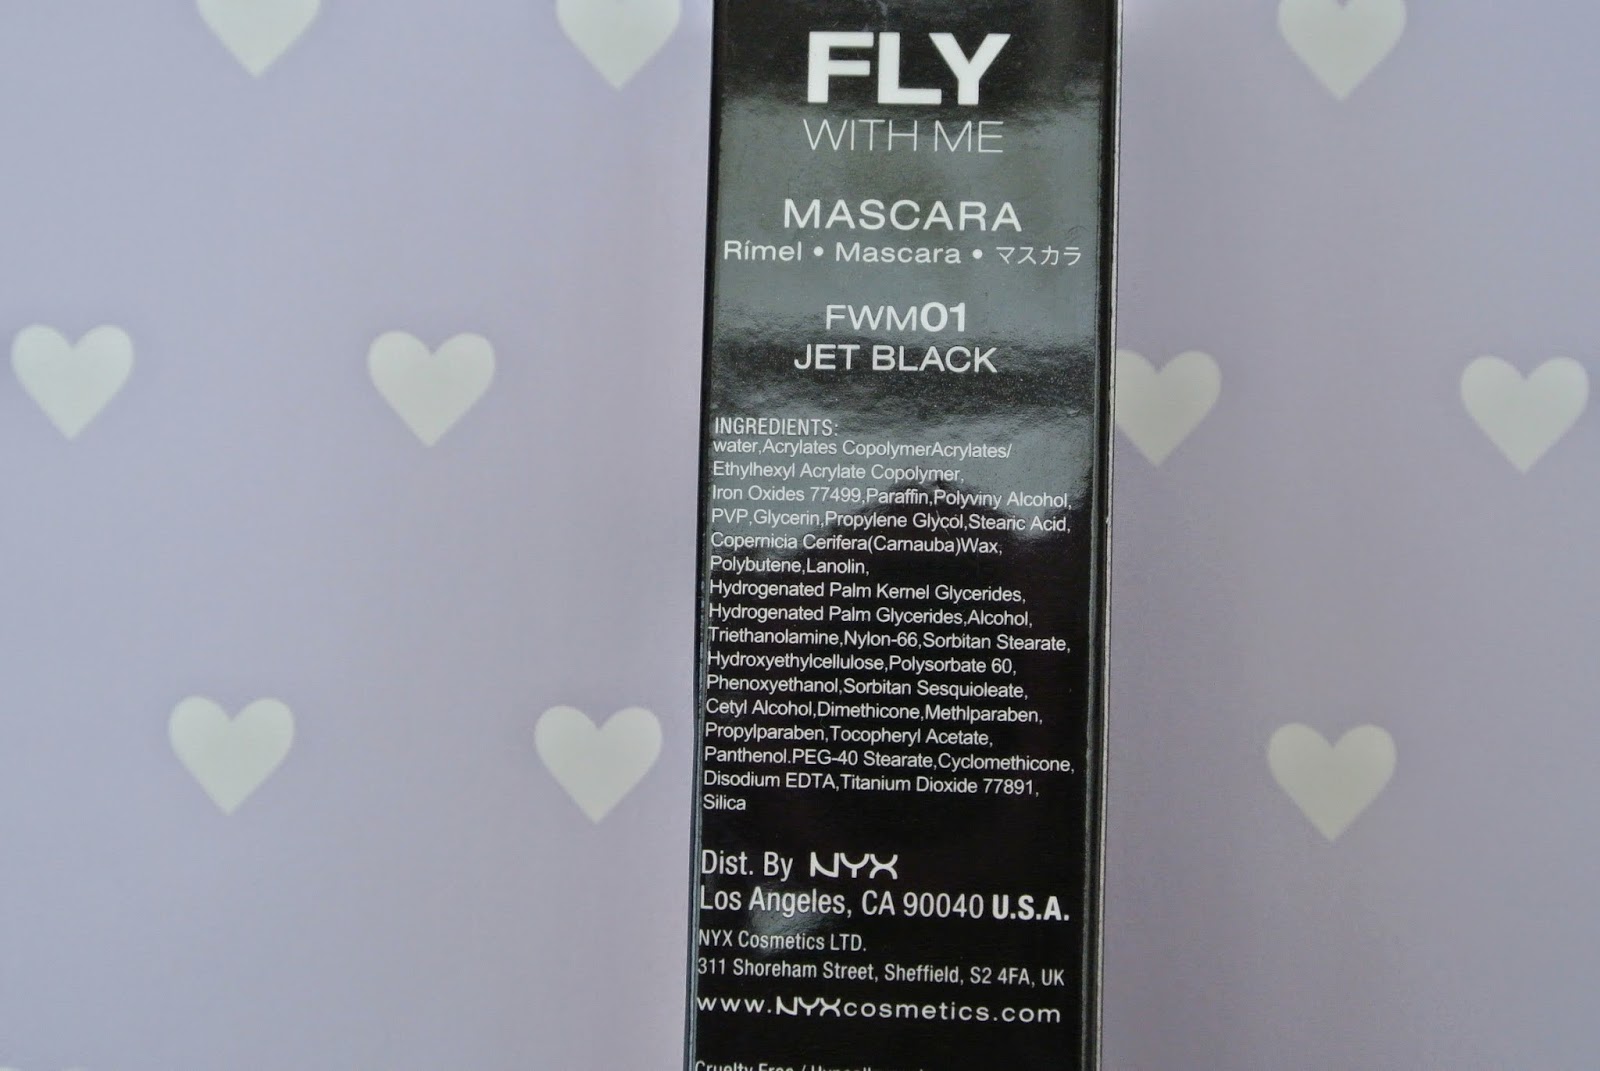 FLY
WITH ME
MASCARA
Rímel • Mascara • マスカラ
FWM01
JET BLACK
INGREDIENTS:
water,Acrylates CopolymerAcrylates/
Ethylhexyl Acrylate Copolymer,
Iron Oxides 77499,Paraffin,Polyviny Alcohol,
PVP,Glycerin,Propylene Glycol,Stearic Acid,
Copernicia Cerifera(Carnauba)Wax,
Polybutene,Lanolin,
Hydrogenated Palm Kernel Glycerides,
Hydrogenated Palm Glycerides,Alcohol,
Triethanolamine,Nylon-66,Sorbitan Stearate,
Hydroxyethylcellulose,Polysorbate 60,
Phenoxyethanol,Sorbitan Sesquioleate,
Cetyl Alcohol,Dimethicone,Methlparaben,
Propylparaben,Tocopheryl Acetate,
Panthenol.PEG-40 Stearate,Cyclomethicone,
Disodium EDTA,Titanium Dioxide 77891,
Silica
Dist. By NYX
Los Angeles, CA 90040 U.S.A.
NYX Cosmetics LTD.
311 Shoreham Street, Sheffield, S2 4FA, UK
www.NYXcosmetics.com
Cruelty Free /